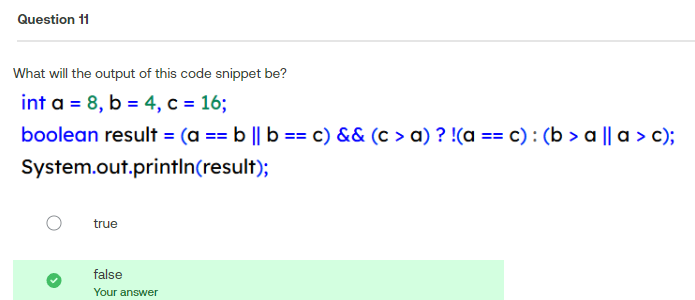 Question 11
What will the output of this code snippet be?
int a = 8, b = 4, c = 16;
boolean result = (a == b || b == c) && (c > a) ? !(a == c) : (b > a || a > c);
System.out.println(result);
true
false
Your answer